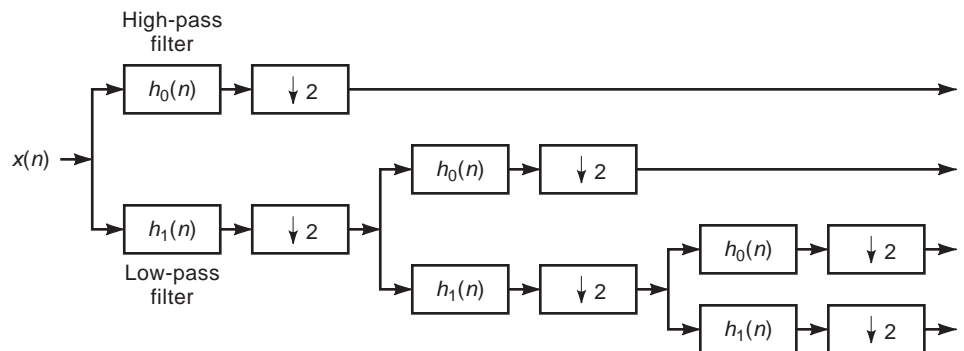 High-pass
filter
h₀(n)
↓ 2
x(n)
h₀(n)
↓ 2
h₁(n)
↓ 2
Low-pass
filter
h₁(n)
↓ 2
h₀(n)
↓ 2
h₁(n)
↓ 2